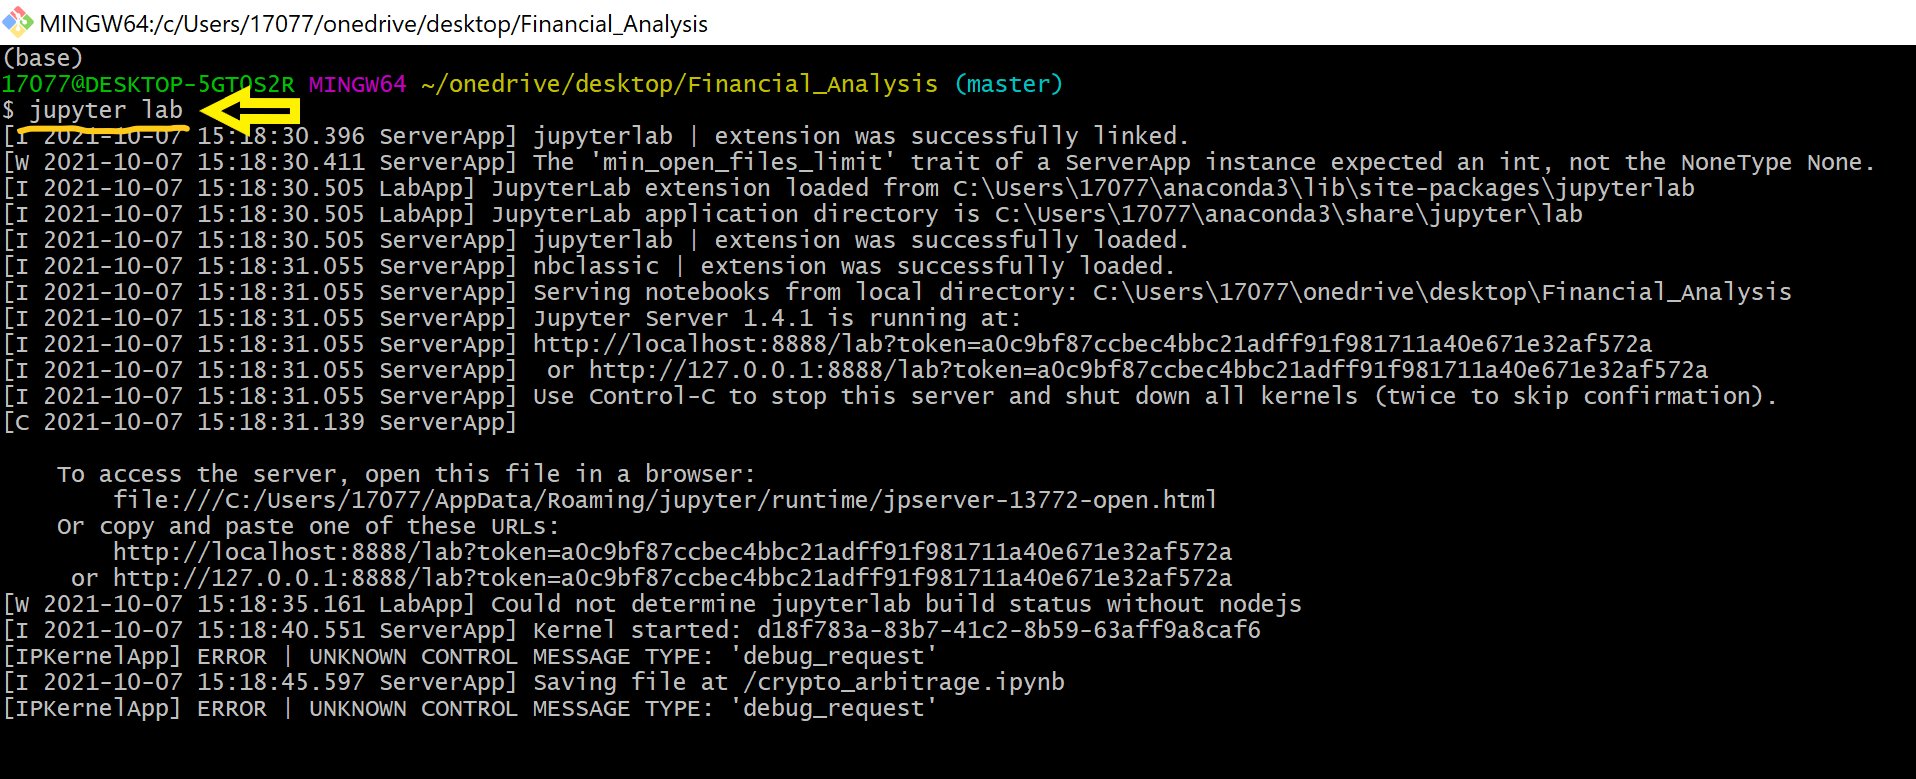 MINGW64:/c/Users/17077/onedrive/desktop/Financial_Analysis
(base)
17077@DESKTOP-5GT0S2R MINGW64 ~/onedrive/desktop/Financial_Analysis (master)
$ jupyter lab
[I 2021-10-07 15:18:30.396 ServerApp] jupyterlab | extension was successfully linked.
[W 2021-10-07 15:18:30.411 ServerApp] The 'min_open_files_limit' trait of a ServerApp instance expected an int, not the NoneType None.
[I 2021-10-07 15:18:30.505 LabApp] JupyterLab extension loaded from C:\Users\17077\anaconda3\lib\site-packages\jupyterlab
[I 2021-10-07 15:18:30.505 LabApp] JupyterLab application directory is C:\Users\17077\anaconda3\share\jupyter\lab
[I 2021-10-07 15:18:30.505 ServerApp] jupyterlab | extension was successfully loaded.
[I 2021-10-07 15:18:31.055 ServerApp] nbclassic | extension was successfully loaded.
[I 2021-10-07 15:18:31.055 ServerApp] Serving notebooks from local directory: C:\Users\17077\onedrive\desktop\Financial_Analysis
[I 2021-10-07 15:18:31.055 ServerApp] Jupyter Server 1.4.1 is running at:
[I 2021-10-07 15:18:31.055 ServerApp] http://localhost:8888/lab?token=a0c9bf87ccbec4bbc21adff91f981711a40e671e32af572a
[I 2021-10-07 15:18:31.055 ServerApp]  or http://127.0.0.1:8888/lab?token=a0c9bf87ccbec4bbc21adff91f981711a40e671e32af572a
[I 2021-10-07 15:18:31.055 ServerApp] Use Control-C to stop this server and shut down all kernels (twice to skip confirmation).
[C 2021-10-07 15:18:31.139 ServerApp]
To access the server, open this file in a browser:
file:///C:/Users/17077/AppData/Roaming/jupyter/runtime/jpserver-13772-open.html
Or copy and paste one of these URLs:
http://localhost:8888/lab?token=a0c9bf87ccbec4bbc21adff91f981711a40e671e32af572a
or http://127.0.0.1:8888/lab?token=a0c9bf87ccbec4bbc21adff91f981711a40e671e32af572a
[W 2021-10-07 15:18:35.161 LabApp] Could not determine jupyterlab build status without nodejs
[I 2021-10-07 15:18:40.551 ServerApp] Kernel started: d18f783a-83b7-41c2-8b59-63aff9a8caf6
[IPKernelApp] ERROR | UNKNOWN CONTROL MESSAGE TYPE: 'debug_request'
[I 2021-10-07 15:18:45.597 ServerApp] Saving file at /crypto_arbitrage.ipynb
[IPKernelApp] ERROR | UNKNOWN CONTROL MESSAGE TYPE: 'debug_request'